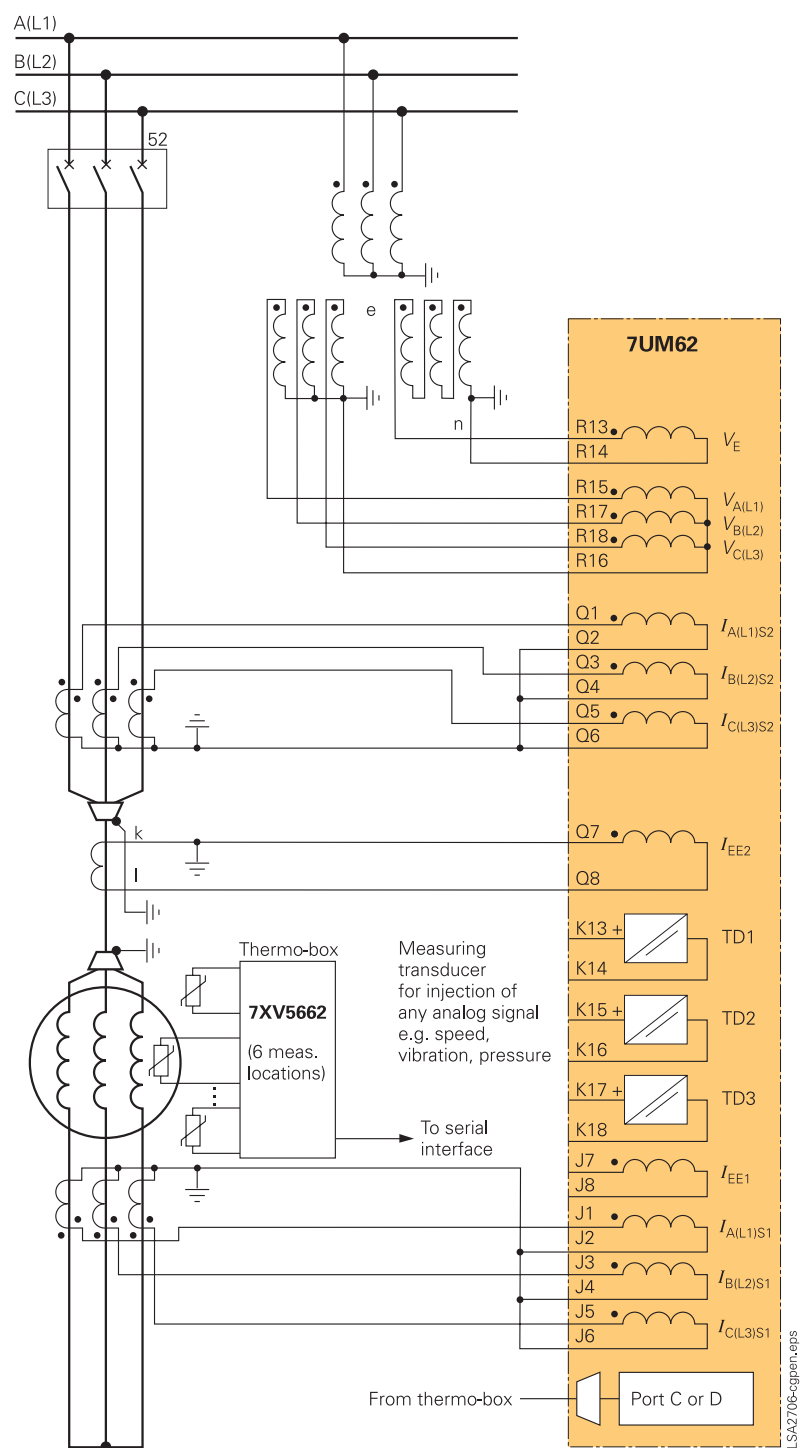 A(L1)
B(L2)
C(L3)
52
e
n
7UM62
R13
R14
VE
R15
R17
R18
R16
VA(L1)
VB(L2)
VC(L3)
Q1
Q2
IA(L1)S2
Q3
Q4
IB(L2)S2
Q5
Q6
IC(L3)S2
k
l
Q7
Q8
IEE2
K13 +
K14
TD1
K15 +
K16
TD2
K17 +
K18
TD3
Thermo-box
7XV5662
(6 meas.
locations)
Measuring
transducer
for injection of
any analog signal
e.g. speed,
vibration, pressure
To serial
interface
J7
J8
IEE1
J1
J2
IA(L1)S1
J3
J4
IB(L2)S1
J5
J6
IC(L3)S1
From thermo-box
Port C or D
LSA2706-cgpen.eps